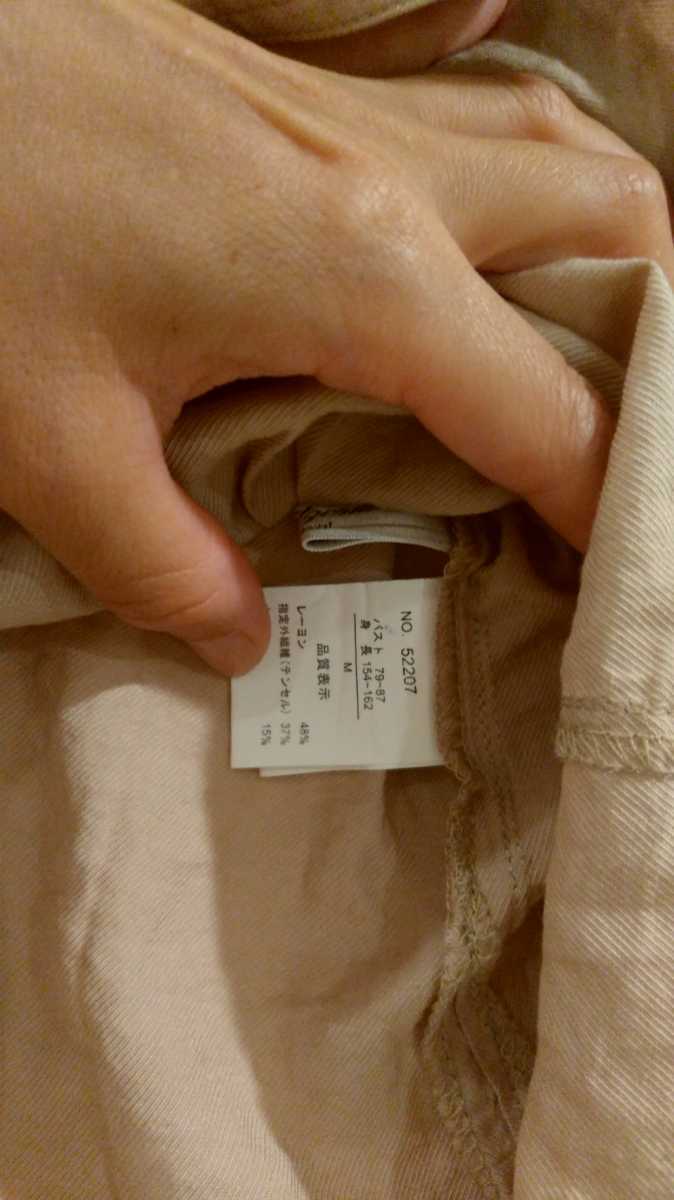 NO. 52207
バスト 79-87
身 長 154-162
M
品質表示
レーヨン 48%
指定外繊維(テンセル) 37%
15%